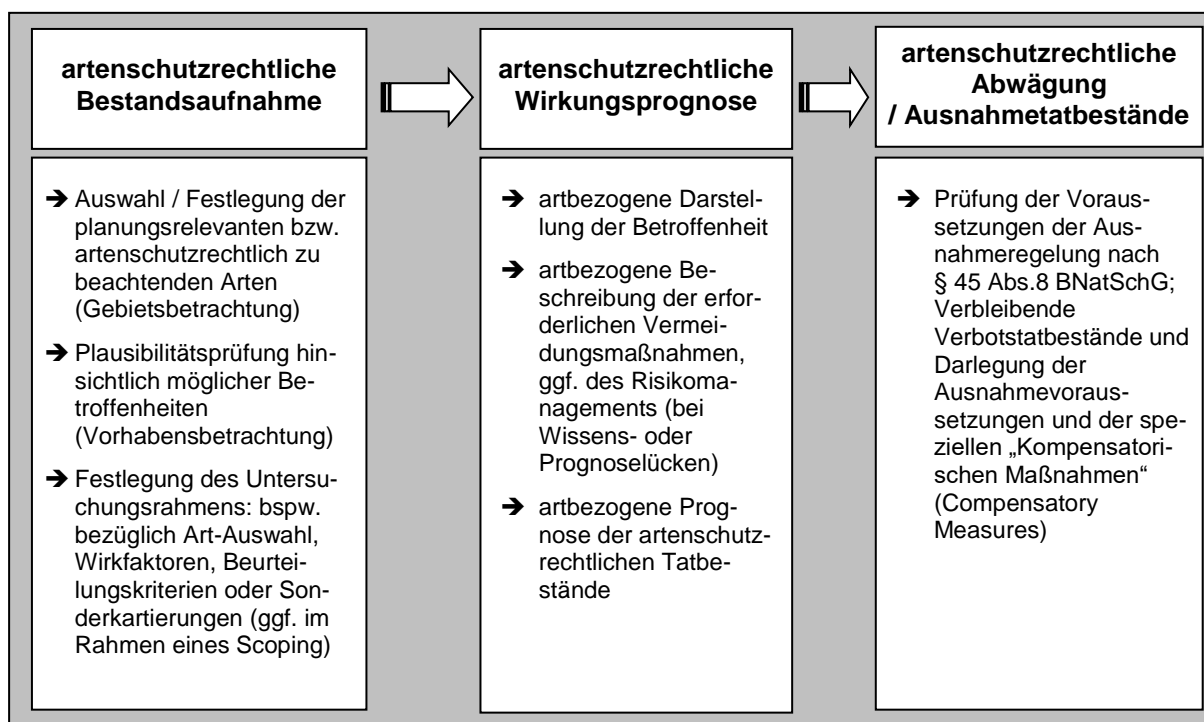 artenschutzrechtliche
Bestandsaufnahme
➔ Auswahl / Festlegung der
planungsrelevanten bzw.
artenschutzrechtlich zu
beachtenden Arten
(Gebietsbetrachtung)
➔ Plausibilitätsprüfung hin-
sichtlich möglicher Be-
troffenheiten
(Vorhabensbetrachtung)
➔ Festlegung des Untersu-
chungsrahmens: bspw.
bezüglich Art-Auswahl,
Wirkfaktoren, Beurtei-
lungskriterien oder Son-
derkartierungen (ggf. im
Rahmen eines Scoping)
artenschutzrechtliche
Wirkungsprognose
➔ artbezogene Darstel-
lung der Betroffenheit
➔ artbezogene Be-
schreibung der erfor-
derlichen Vermei-
dungsmaßnahmen,
ggf. des Risikoma-
nagements (bei
Wissens- oder
Prognoselücken)
➔ artbezogene Prog-
nose der artenschutz-
rechtlichen Tatbe-
stände
artenschutzrechtliche
Abwägung
/ Ausnahmetatbestände
➔ Prüfung der Voraus-
setzungen der Aus-
nahmeregelung nach
§ 45 Abs.8 BNatSchG;
Verbleibende
Verbotstatbestände und
Darlegung der
Ausnahmevoraus-
setzungen und der spe-
ziellen „Kompensatori-
schen Maßnahmen“
(Compensatory
Measures)